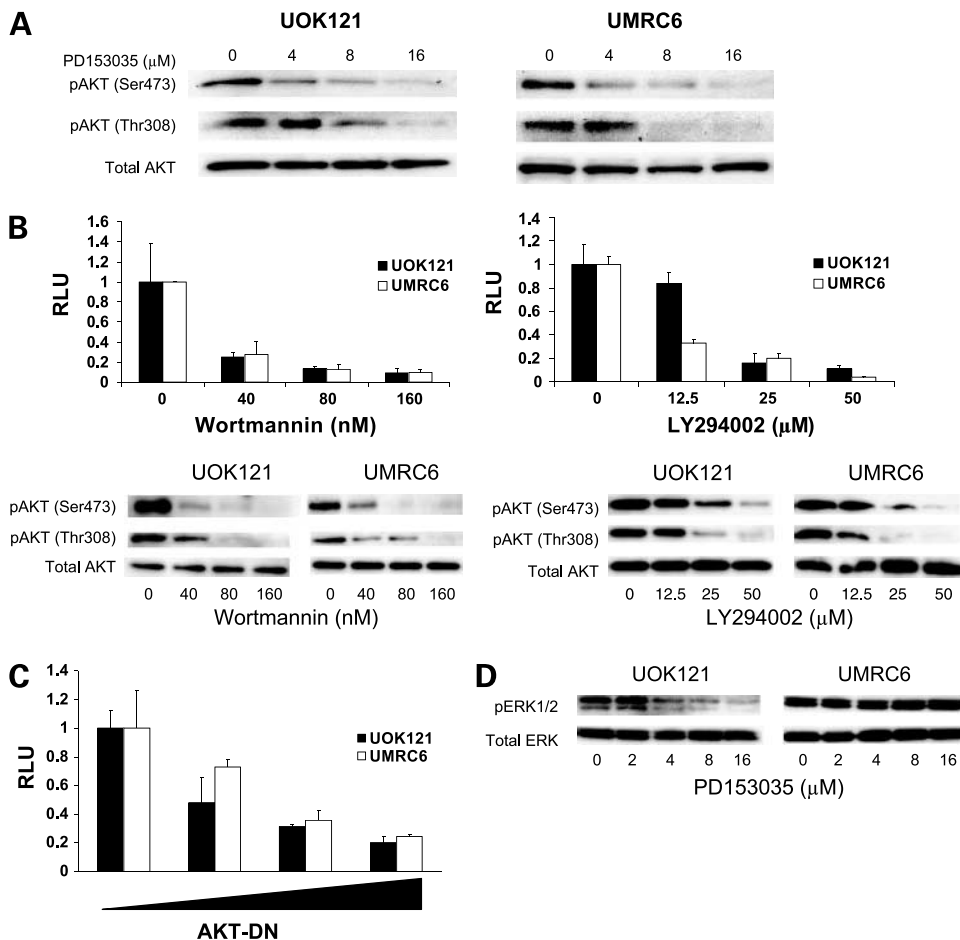 A
UOK121
UMRC6
PD153035 (μM)
0 4 8 16
0 4 8 16
pAKT (Ser473)
pAKT (Thr308)
Total AKT
B
1.6
1.4
1.2
1
0.8
0.6
0.4
0.2
0
RLU
UOK121
UMRC6
0 40 80 160
Wortmannin (nM)
1.4
1.2
1
0.8
0.6
0.4
0.2
0
RLU
UOK121
UMRC6
0 12.5 25 50
LY294002 (μM)
UOK121
UMRC6
pAKT (Ser473)
pAKT (Thr308)
Total AKT
0 40 80 160
0 40 80 160
Wortmannin (nM)
UOK121
UMRC6
pAKT (Ser473)
pAKT (Thr308)
Total AKT
0 12.5 25 50
0 12.5 25 50
LY294002 (μM)
C
1.4
1.2
1
0.8
0.6
0.4
0.2
0
RLU
UOK121
UMRC6
AKT-DN
D
UOK121
UMRC6
pERK1/2
Total ERK
0 2 4 8 16
0 2 4 8 16
PD153035 (μM)